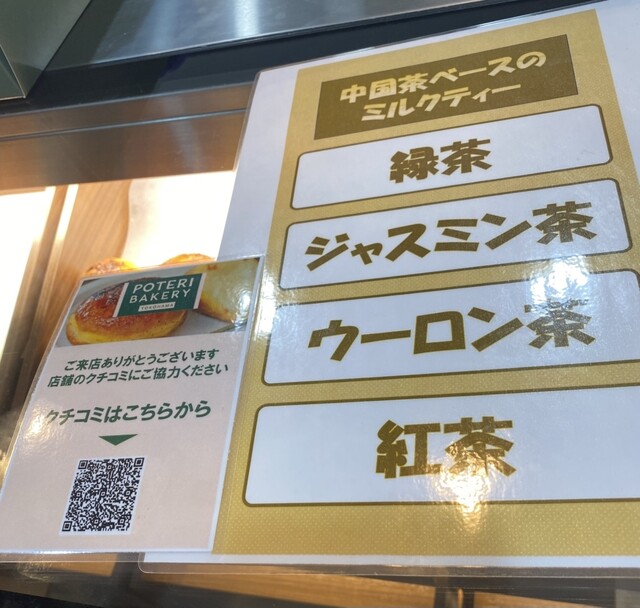 中国茶ベースの
ミルクティー
緑茶
ジャスミン茶
ウーロン茶
紅茶
POTERI
BAKERY
YOKOHAMA
ご来店ありがとうございます
店舗のクチコミにご協力ください
クチコミはこちらから